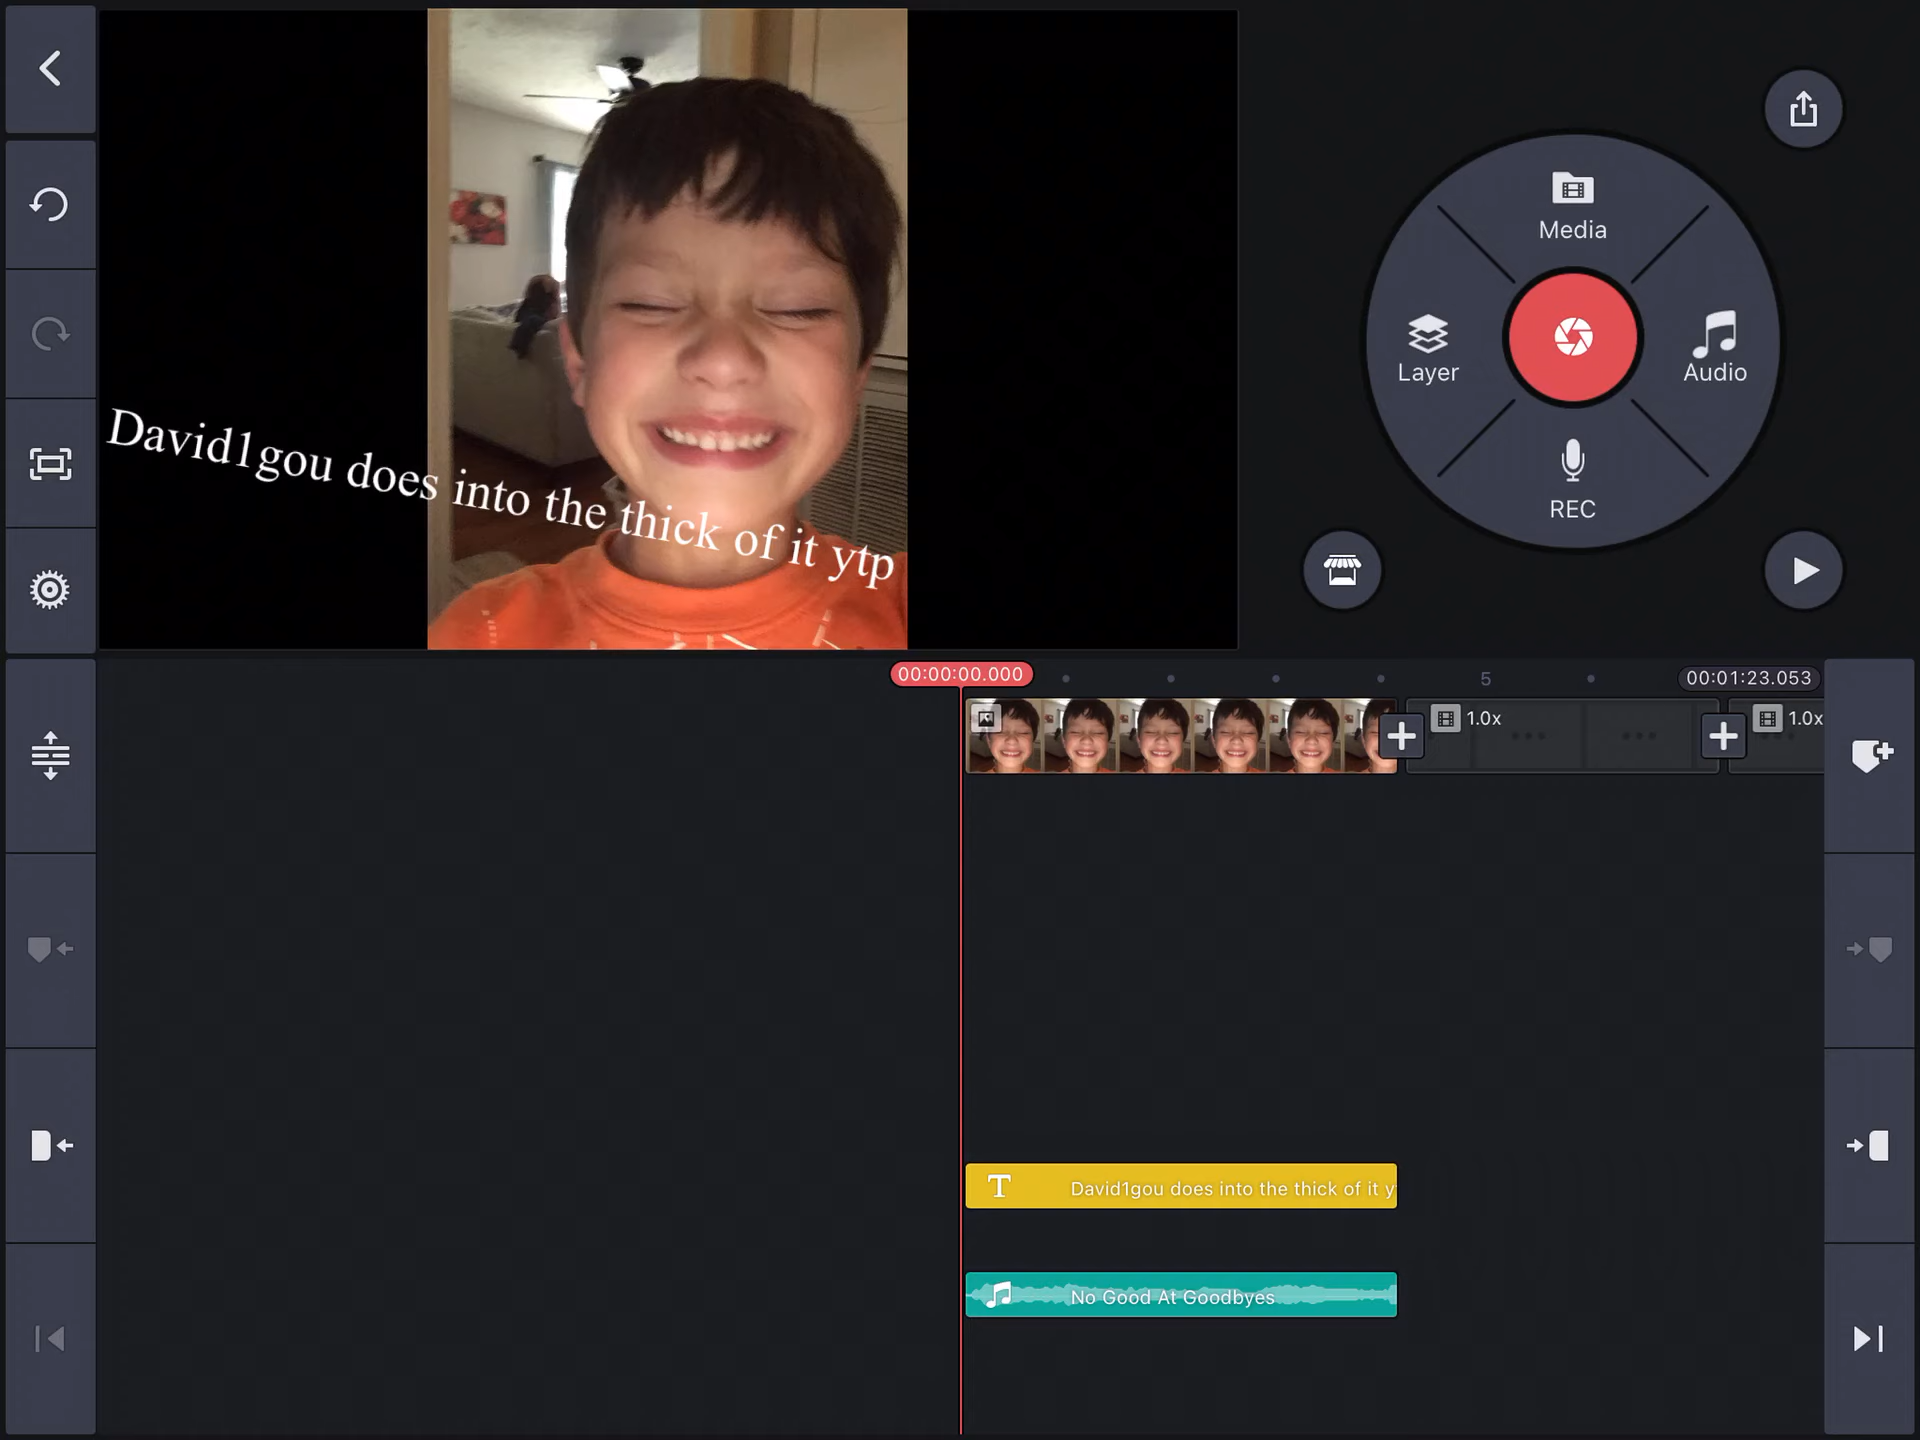 David1gou does into the thick of it ytp
Media
Layer
Audio
REC
00:00:00.000
5
00:01:23.053
1.0x
1.0x
David1gou does into the thick of it y
No Good At Goodbyes